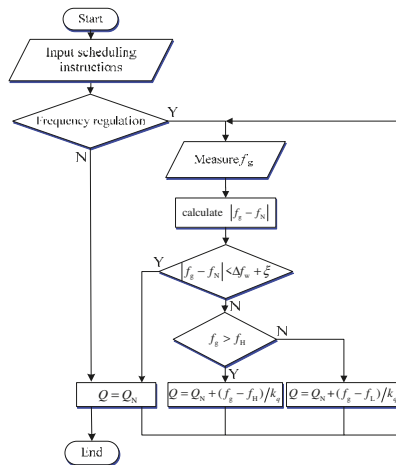 Start
Input scheduling
instructions
Frequency regulation
Y
N
Measure f_g
calculate |f_g − f_N|
Y
|f_g − f_N| < Δf_w + ξ
N
f_g > f_H
N
Y
Q = Q_N
Q = Q_N + (f_g − f_H)/k_q
Q = Q_N + (f_g − f_L)/k_q
End